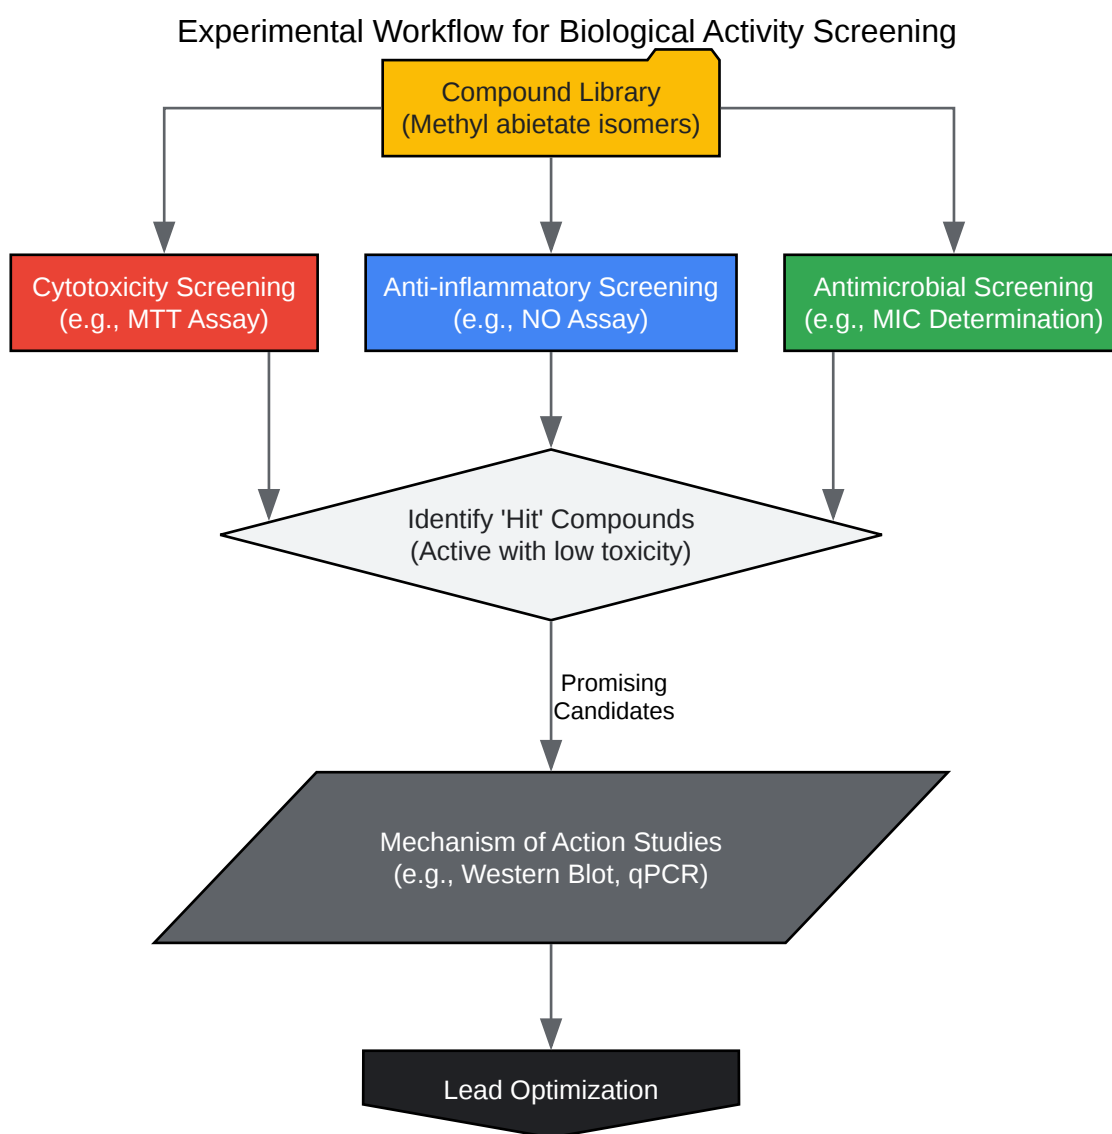 Experimental Workflow for Biological Activity Screening
Compound Library
(Methyl abietate isomers)
Cytotoxicity Screening
(e.g., MTT Assay)
Anti-inflammatory Screening
(e.g., NO Assay)
Antimicrobial Screening
(e.g., MIC Determination)
Identify 'Hit' Compounds
(Active with low toxicity)
Promising
Candidates
Mechanism of Action Studies
(e.g., Western Blot, qPCR)
Lead Optimization